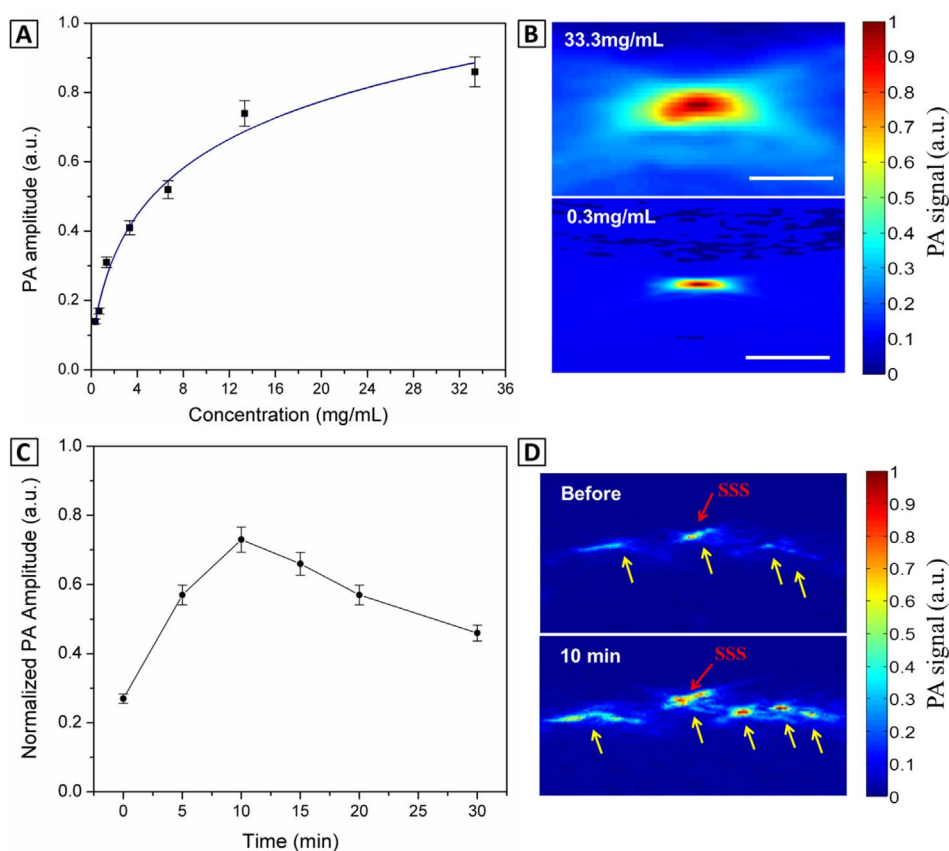 A
1.0
0.8
0.6
0.4
0.2
0.0
PA amplitude (a.u.)
0 4 8 12 16 20 24 28 32 36
Concentration (mg/mL)
B
33.3mg/mL
0.3mg/mL
1
0.9
0.8
0.7
0.6
0.5
0.4
0.3
0.2
0.1
0
PA signal (a.u.)
C
1.0
0.8
0.6
0.4
0.2
0.0
Normalized PA Amplitude (a.u.)
0 5 10 15 20 25 30
Time (min)
D
Before
SSS
10 min
SSS
1
0.9
0.8
0.7
0.6
0.5
0.4
0.3
0.2
0.1
0
PA signal (a.u.)